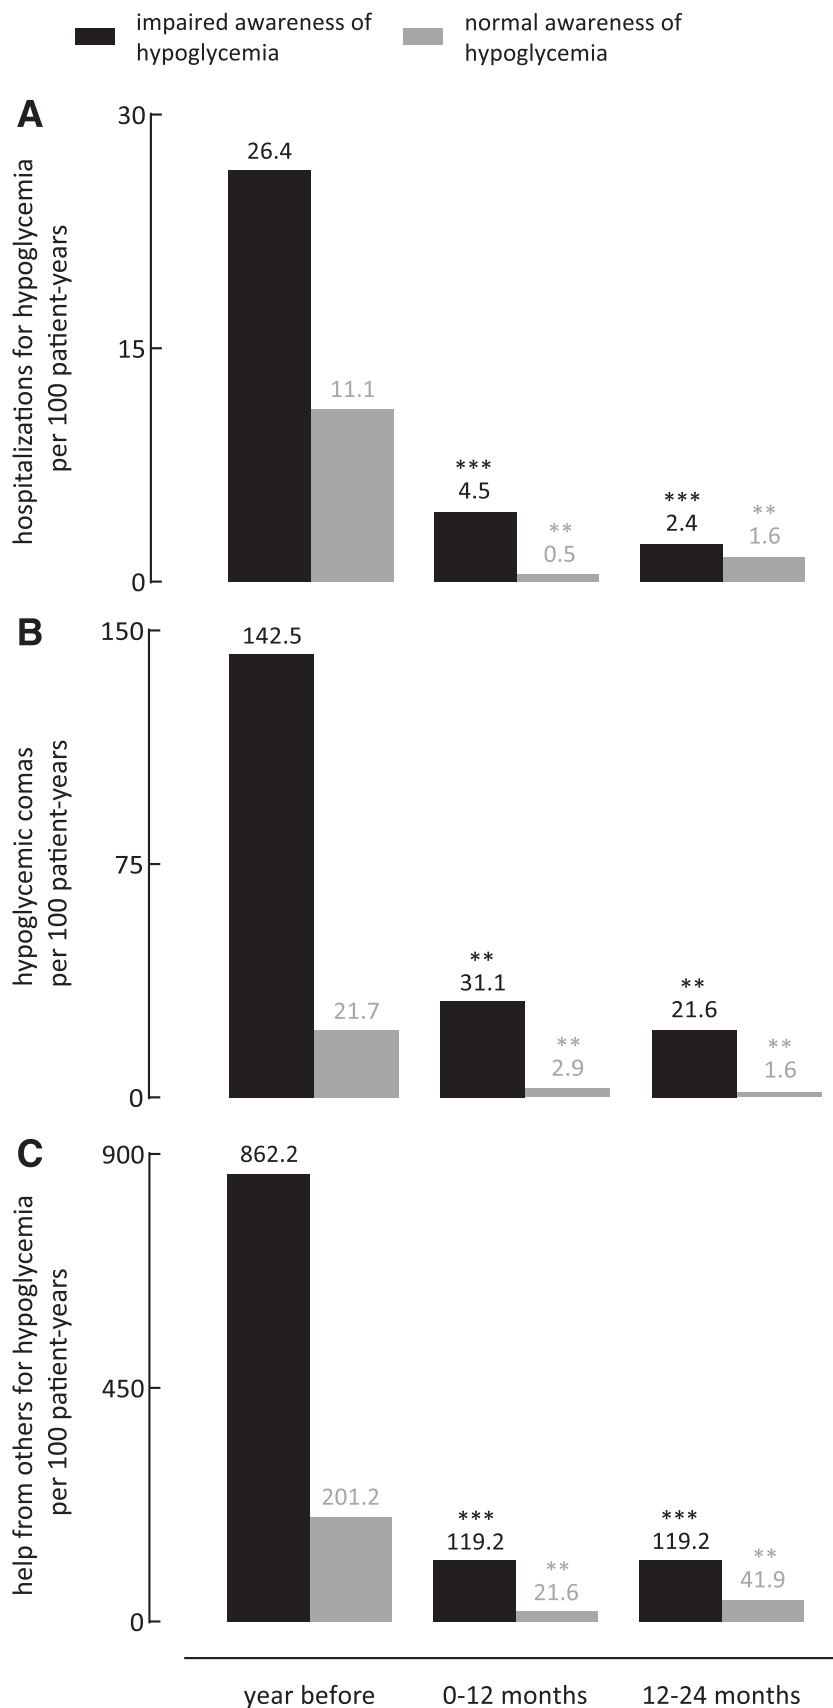 impaired awareness of
hypoglycemia
normal awareness of
hypoglycemia
A
hospitalizations for hypoglycemia
per 100 patient-years
30
15
0
26.4
11.1
***
4.5
**
0.5
***
2.4
**
1.6
B
hypoglycemic comas
per 100 patient-years
150
75
0
142.5
21.7
**
31.1
**
2.9
**
21.6
**
1.6
C
help from others for hypoglycemia
per 100 patient-years
900
450
0
862.2
201.2
***
119.2
**
21.6
***
119.2
**
41.9
year before
0-12 months
12-24 months